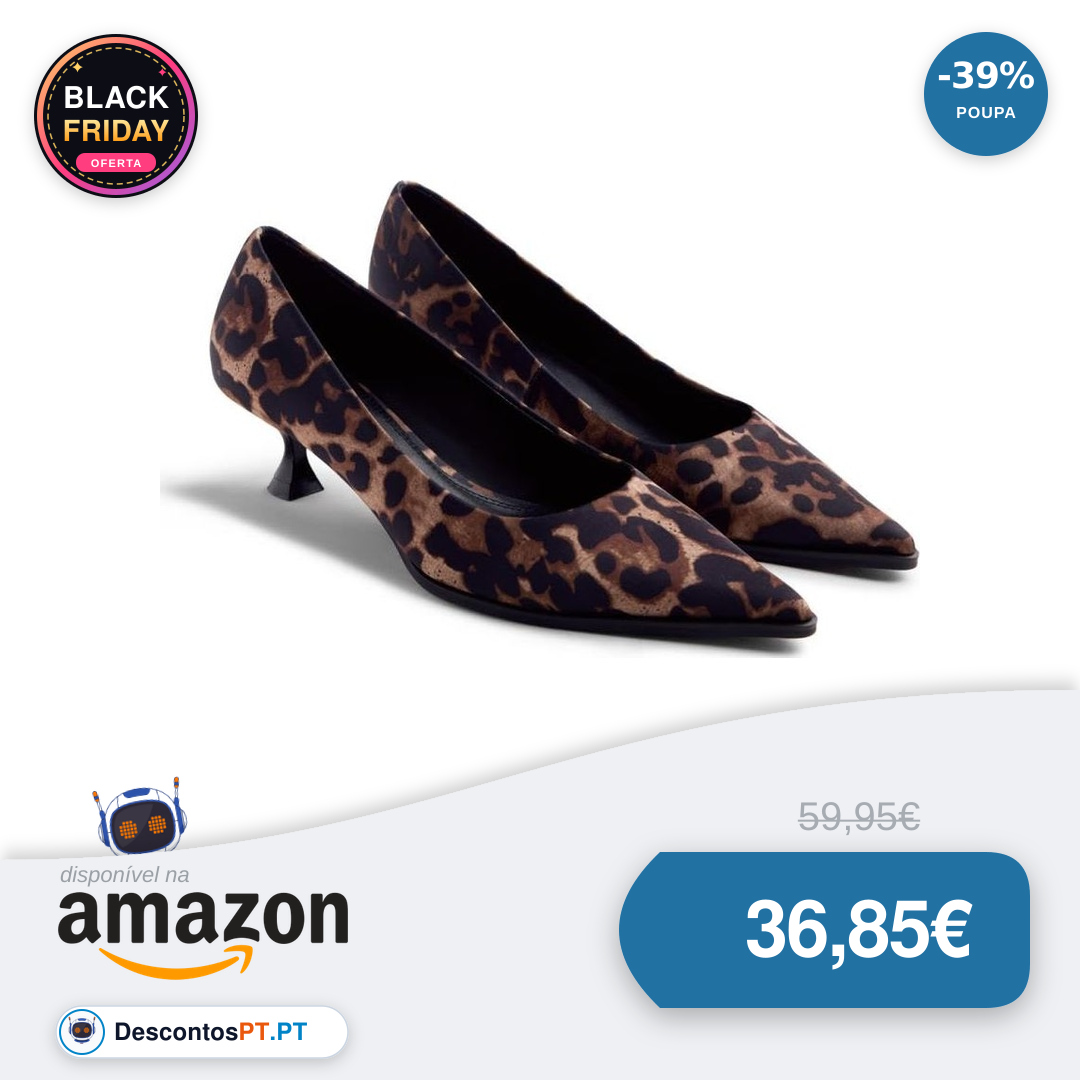 BLACK
FRIDAY
OFERTA
-39%
POUPA
59,95€
disponível na
amazon
36,85€
DescontosPT.PT